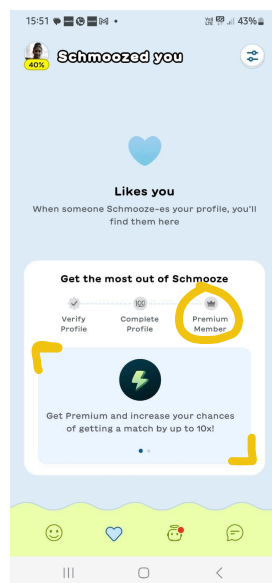 15:51
43%
40%
Schmoozed you
Likes you
When someone Schmooze-es your profile, you'll
find them here
Get the most out of Schmooze
100
Verify Complete Premium
Profile Profile Member
Get Premium and increase your chances
of getting a match by up to 10x!